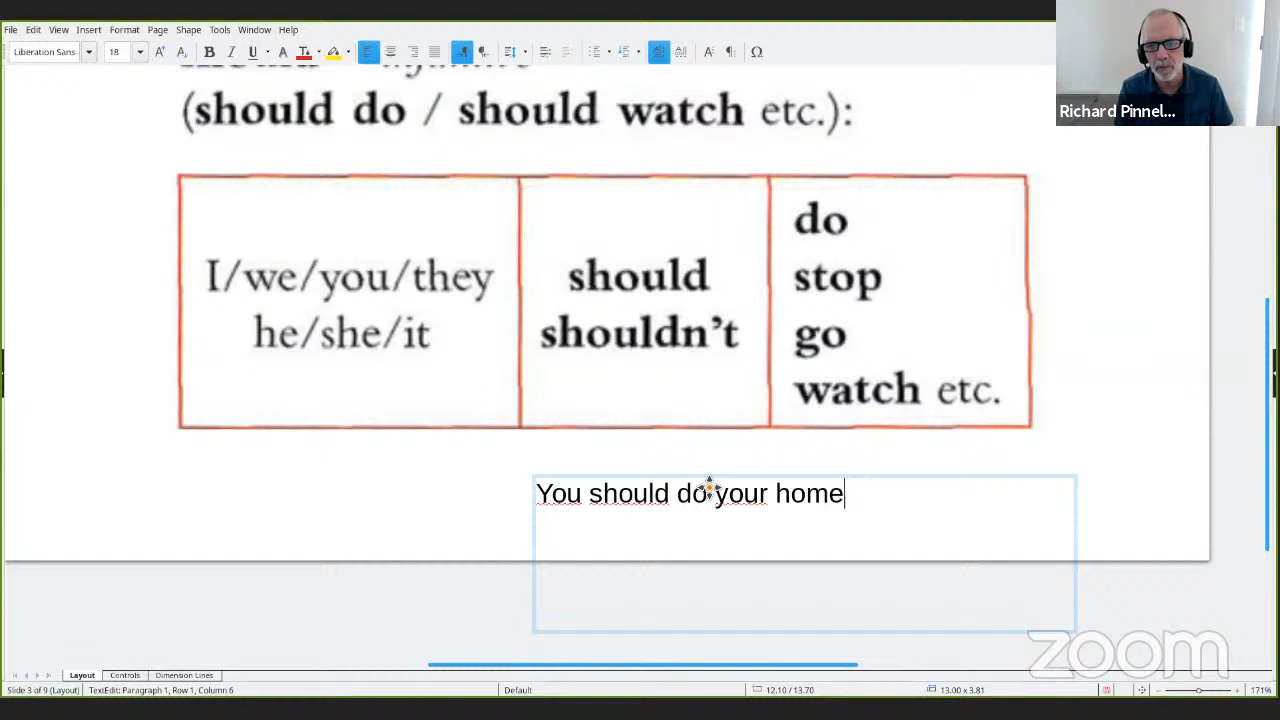 File Edit View Insert Format Page Shape Tools Window Help
Liberation Sans 18
Richard Pinnel...
(should do / should watch etc.):
I/we/you/they
he/she/it
should
shouldn't
do
stop
go
watch etc.
You should do your home
zoom
Layout Controls Dimension Lines
Slide 3 of 9 (Layout) TextEdit: Paragraph 1, Row 1, Column 6 Default 12.10 / 13.70 13.00 x 3.81 171%